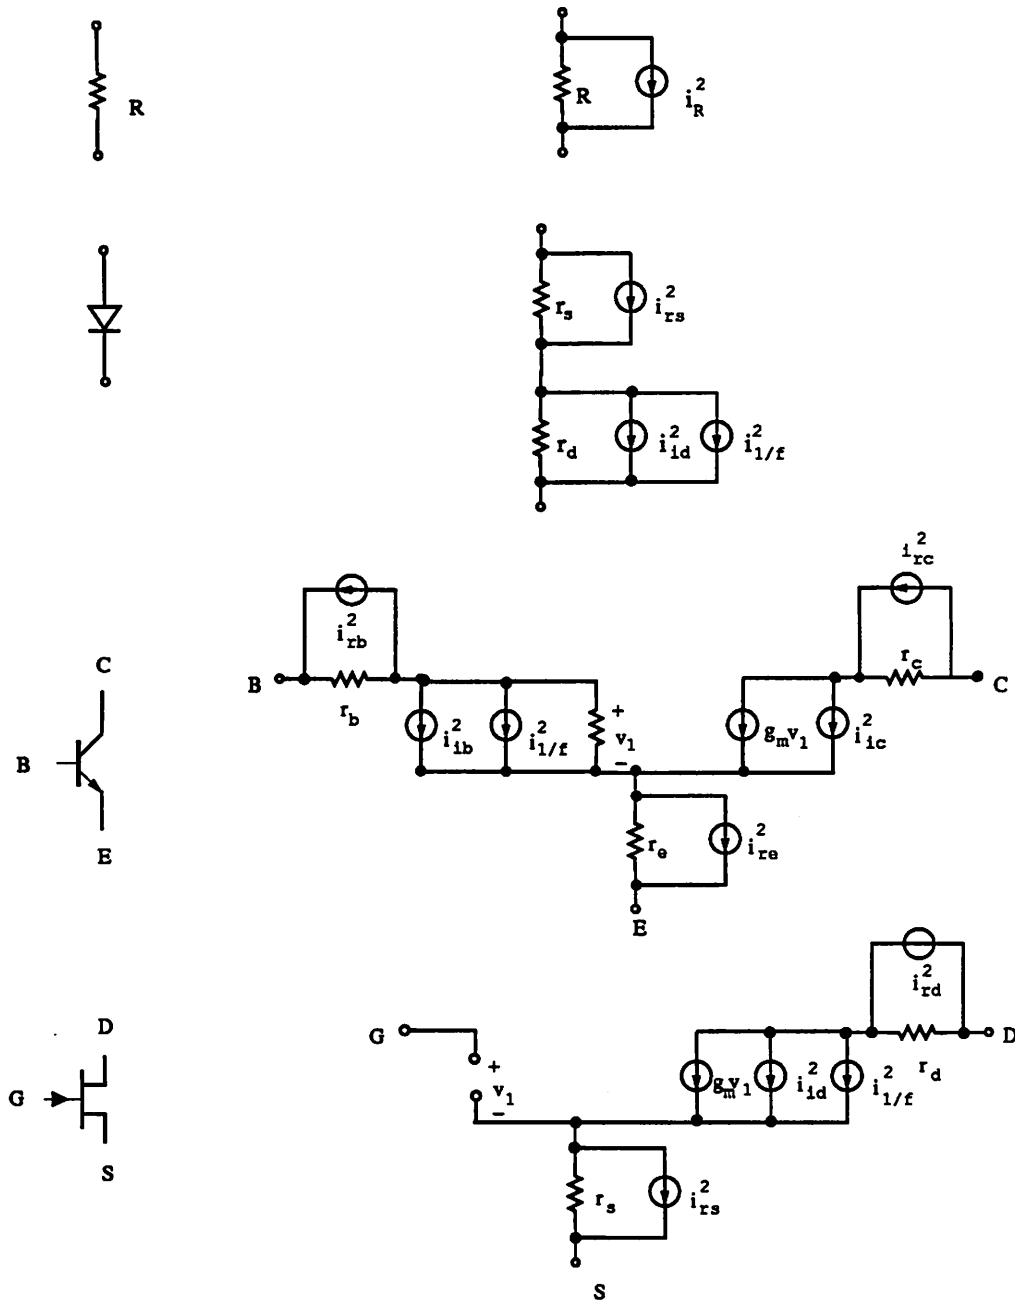 R
R
i_R^2
r_s
i_rs^2
r_d
i_id^2
i_1/f^2
i_rc^2
i_rb^2
C
r_c
B
C
r_b
i_ib^2
i_1/f^2
+
v_1
−
g_m v_1
i_ic^2
B
E
r_e
i_re^2
E
i_rd^2
D
G
D
+
v_1
−
g_m v_1
i_id^2
i_1/f^2
r_d
G
S
r_s
i_rs^2
S